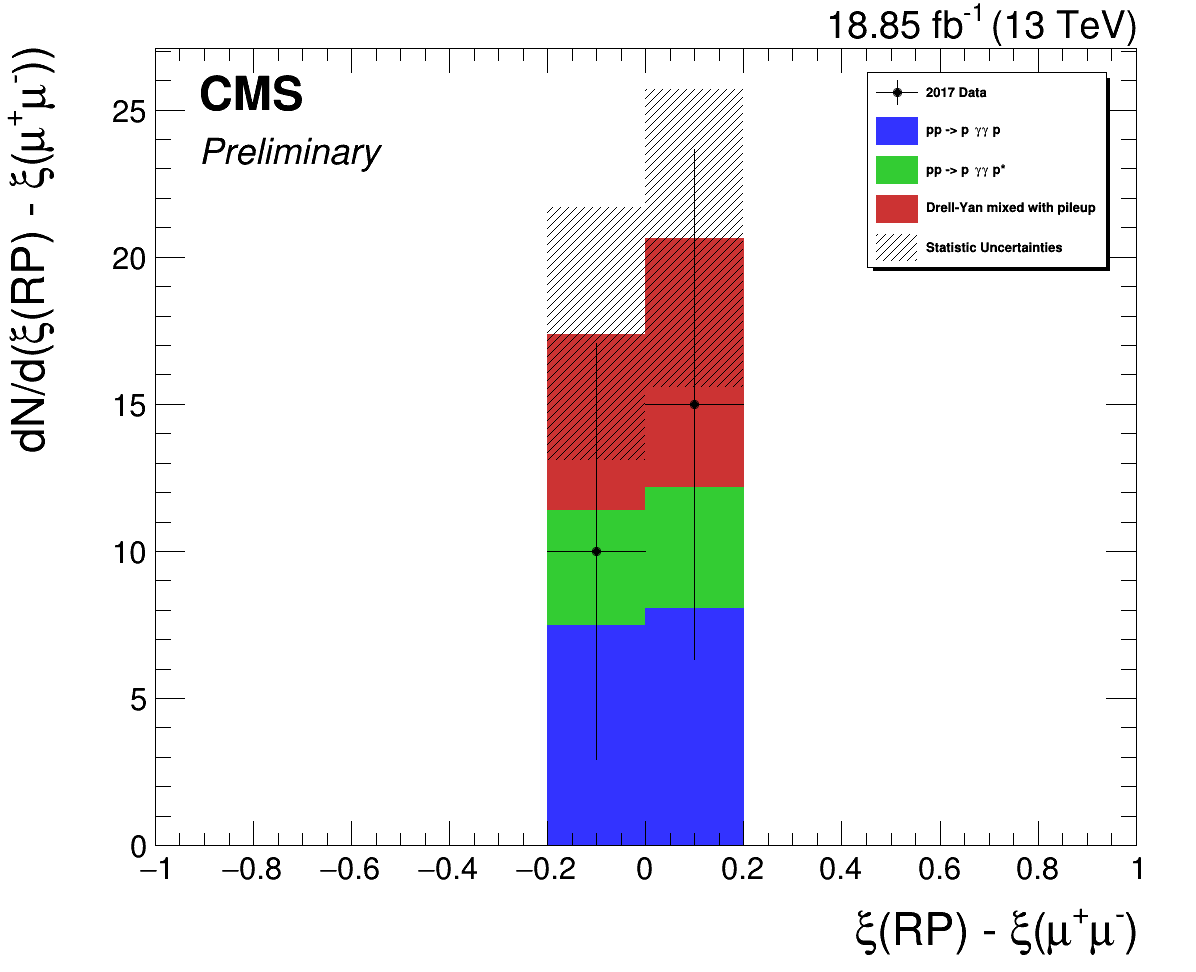 18.85 fb⁻¹ (13 TeV)
CMS
Preliminary
2017 Data
pp -> p γγ p
pp -> p γγ p*
Drell-Yan mixed with pileup
Statistic Uncertainties
dN/d(ξ(RP) - ξ(μ⁺μ⁻))
25
20
15
10
5
0
−1 −0.8 −0.6 −0.4 −0.2 0 0.2 0.4 0.6 0.8 1
ξ(RP) - ξ(μ⁺μ⁻)